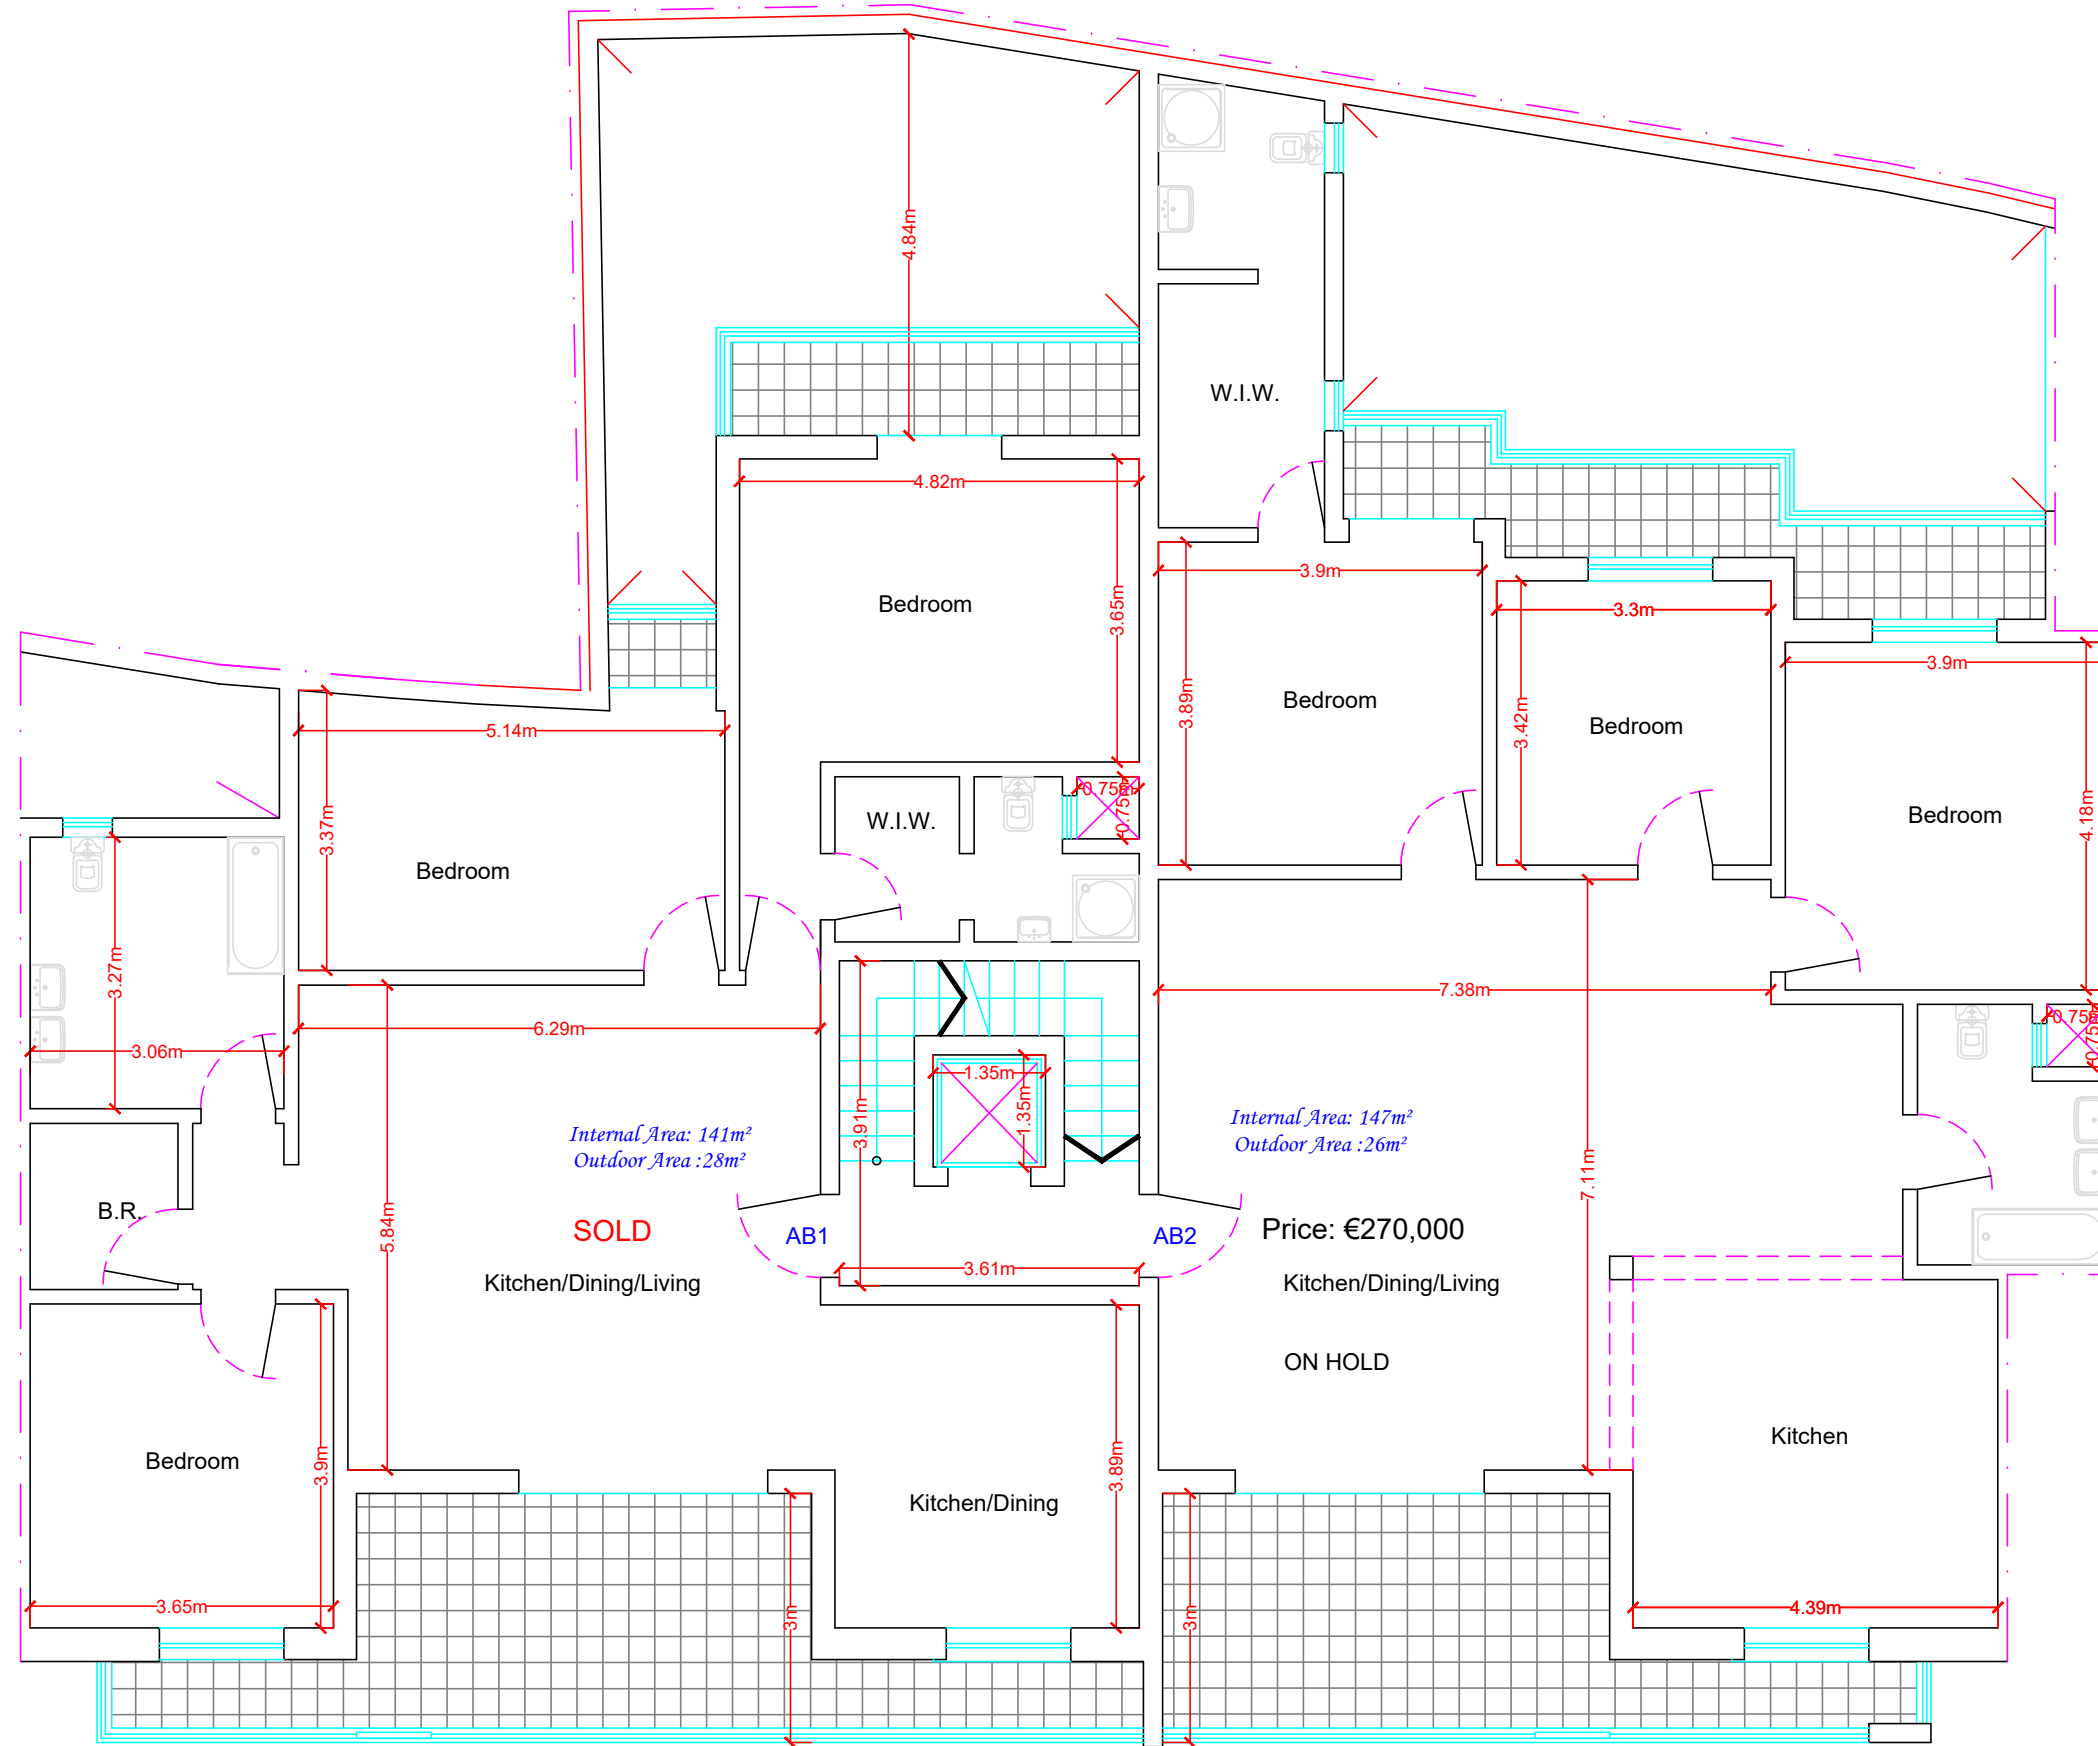 4.84m
W.I.W.
4.82m
3.9m
Bedroom
3.65m
3.3m
3.9m
Bedroom
3.89m
3.42m
Bedroom
5.14m
0.75m
0.75m
W.I.W.
Bedroom
4.18m
3.37m
Bedroom
3.27m
7.38m
6.29m
0.75m
0.75m
3.06m
1.35m
1.35m
3.91m
Internal Area: 141m²
Outdoor Area :28m²
Internal Area: 147m²
Outdoor Area :26m²
7.11m
B.R.
5.84m
SOLD
AB1
AB2
Price: €270,000
3.61m
Kitchen/Dining/Living
Kitchen/Dining/Living
ON HOLD
Kitchen
Bedroom
3.9m
3.89m
Kitchen/Dining
3.65m
3m
3m
4.39m